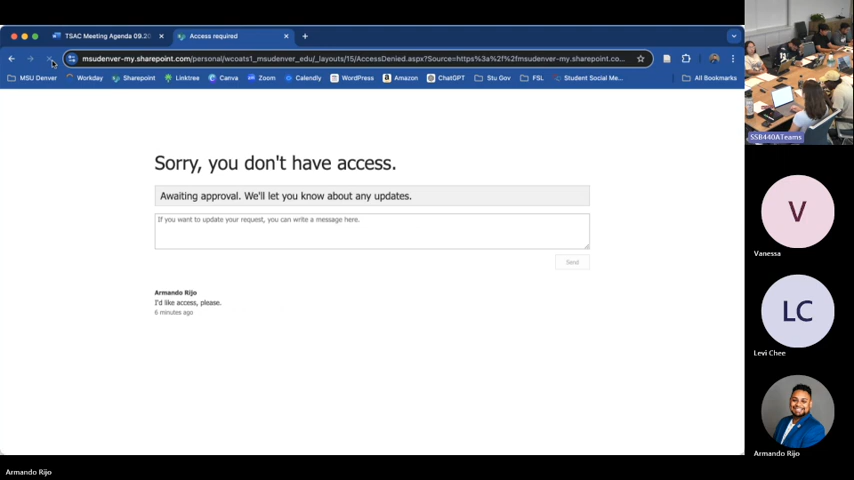 TSAC Meeting Agenda 09.20
Access required
msudenver-my.sharepoint.com/personal/wcoats1_msudenver_edu/_layouts/15/AccessDenied.aspx?Source=https%3a%2f%2fmsudenver-my.sharepoint.co...
MSU Denver
Workday
Sharepoint
Linktree
Canva
Zoom
Calendly
WordPress
Amazon
ChatGPT
Stu Gov
FSL
Student Social Me...
All Bookmarks
Sorry, you don't have access.
Awaiting approval. We'll let you know about any updates.
If you want to update your request, you can write a message here.
Send
Armando Rijo
I'd like access, please.
6 minutes ago
SSB440ATeams
V
Vanessa
LC
Levi Chee
Armando Rijo
Armando Rijo